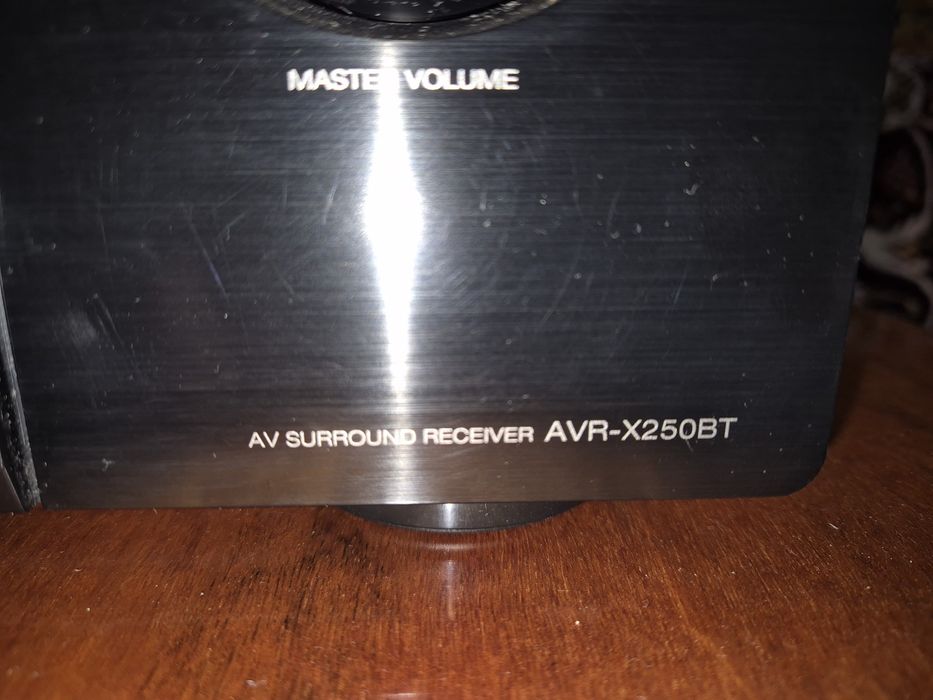 MASTER VOLUME
AV SURROUND RECEIVER AVR-X250BT